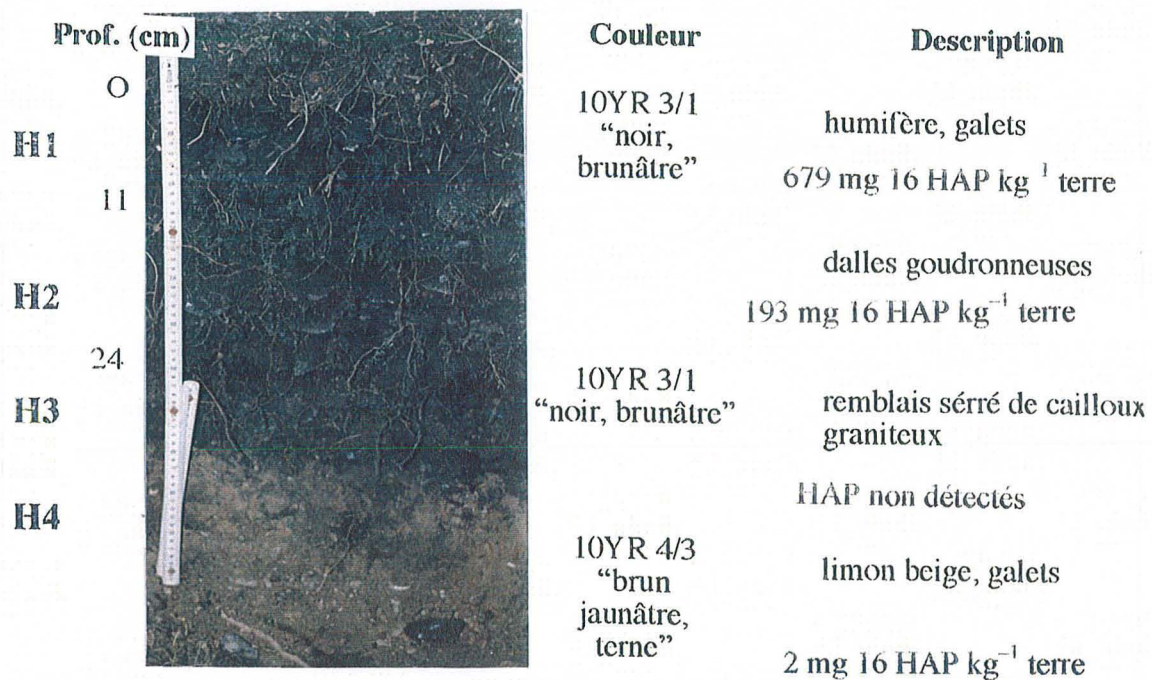 Prof. (cm)
Couleur
Description
O
H1
10YR 3/1
“noir,
brunâtre”
humifère, galets
679 mg 16 HAP kg ⁻¹ terre
11
H2
dalles goudronneuses
193 mg 16 HAP kg⁻¹ terre
24
H3
10YR 3/1
“noir, brunâtre”
remblais sérré de cailloux
graniteux
HAP non détectés
H4
10YR 4/3
“brun
jaunâtre,
terne”
limon beige, galets
2 mg 16 HAP kg⁻¹ terre